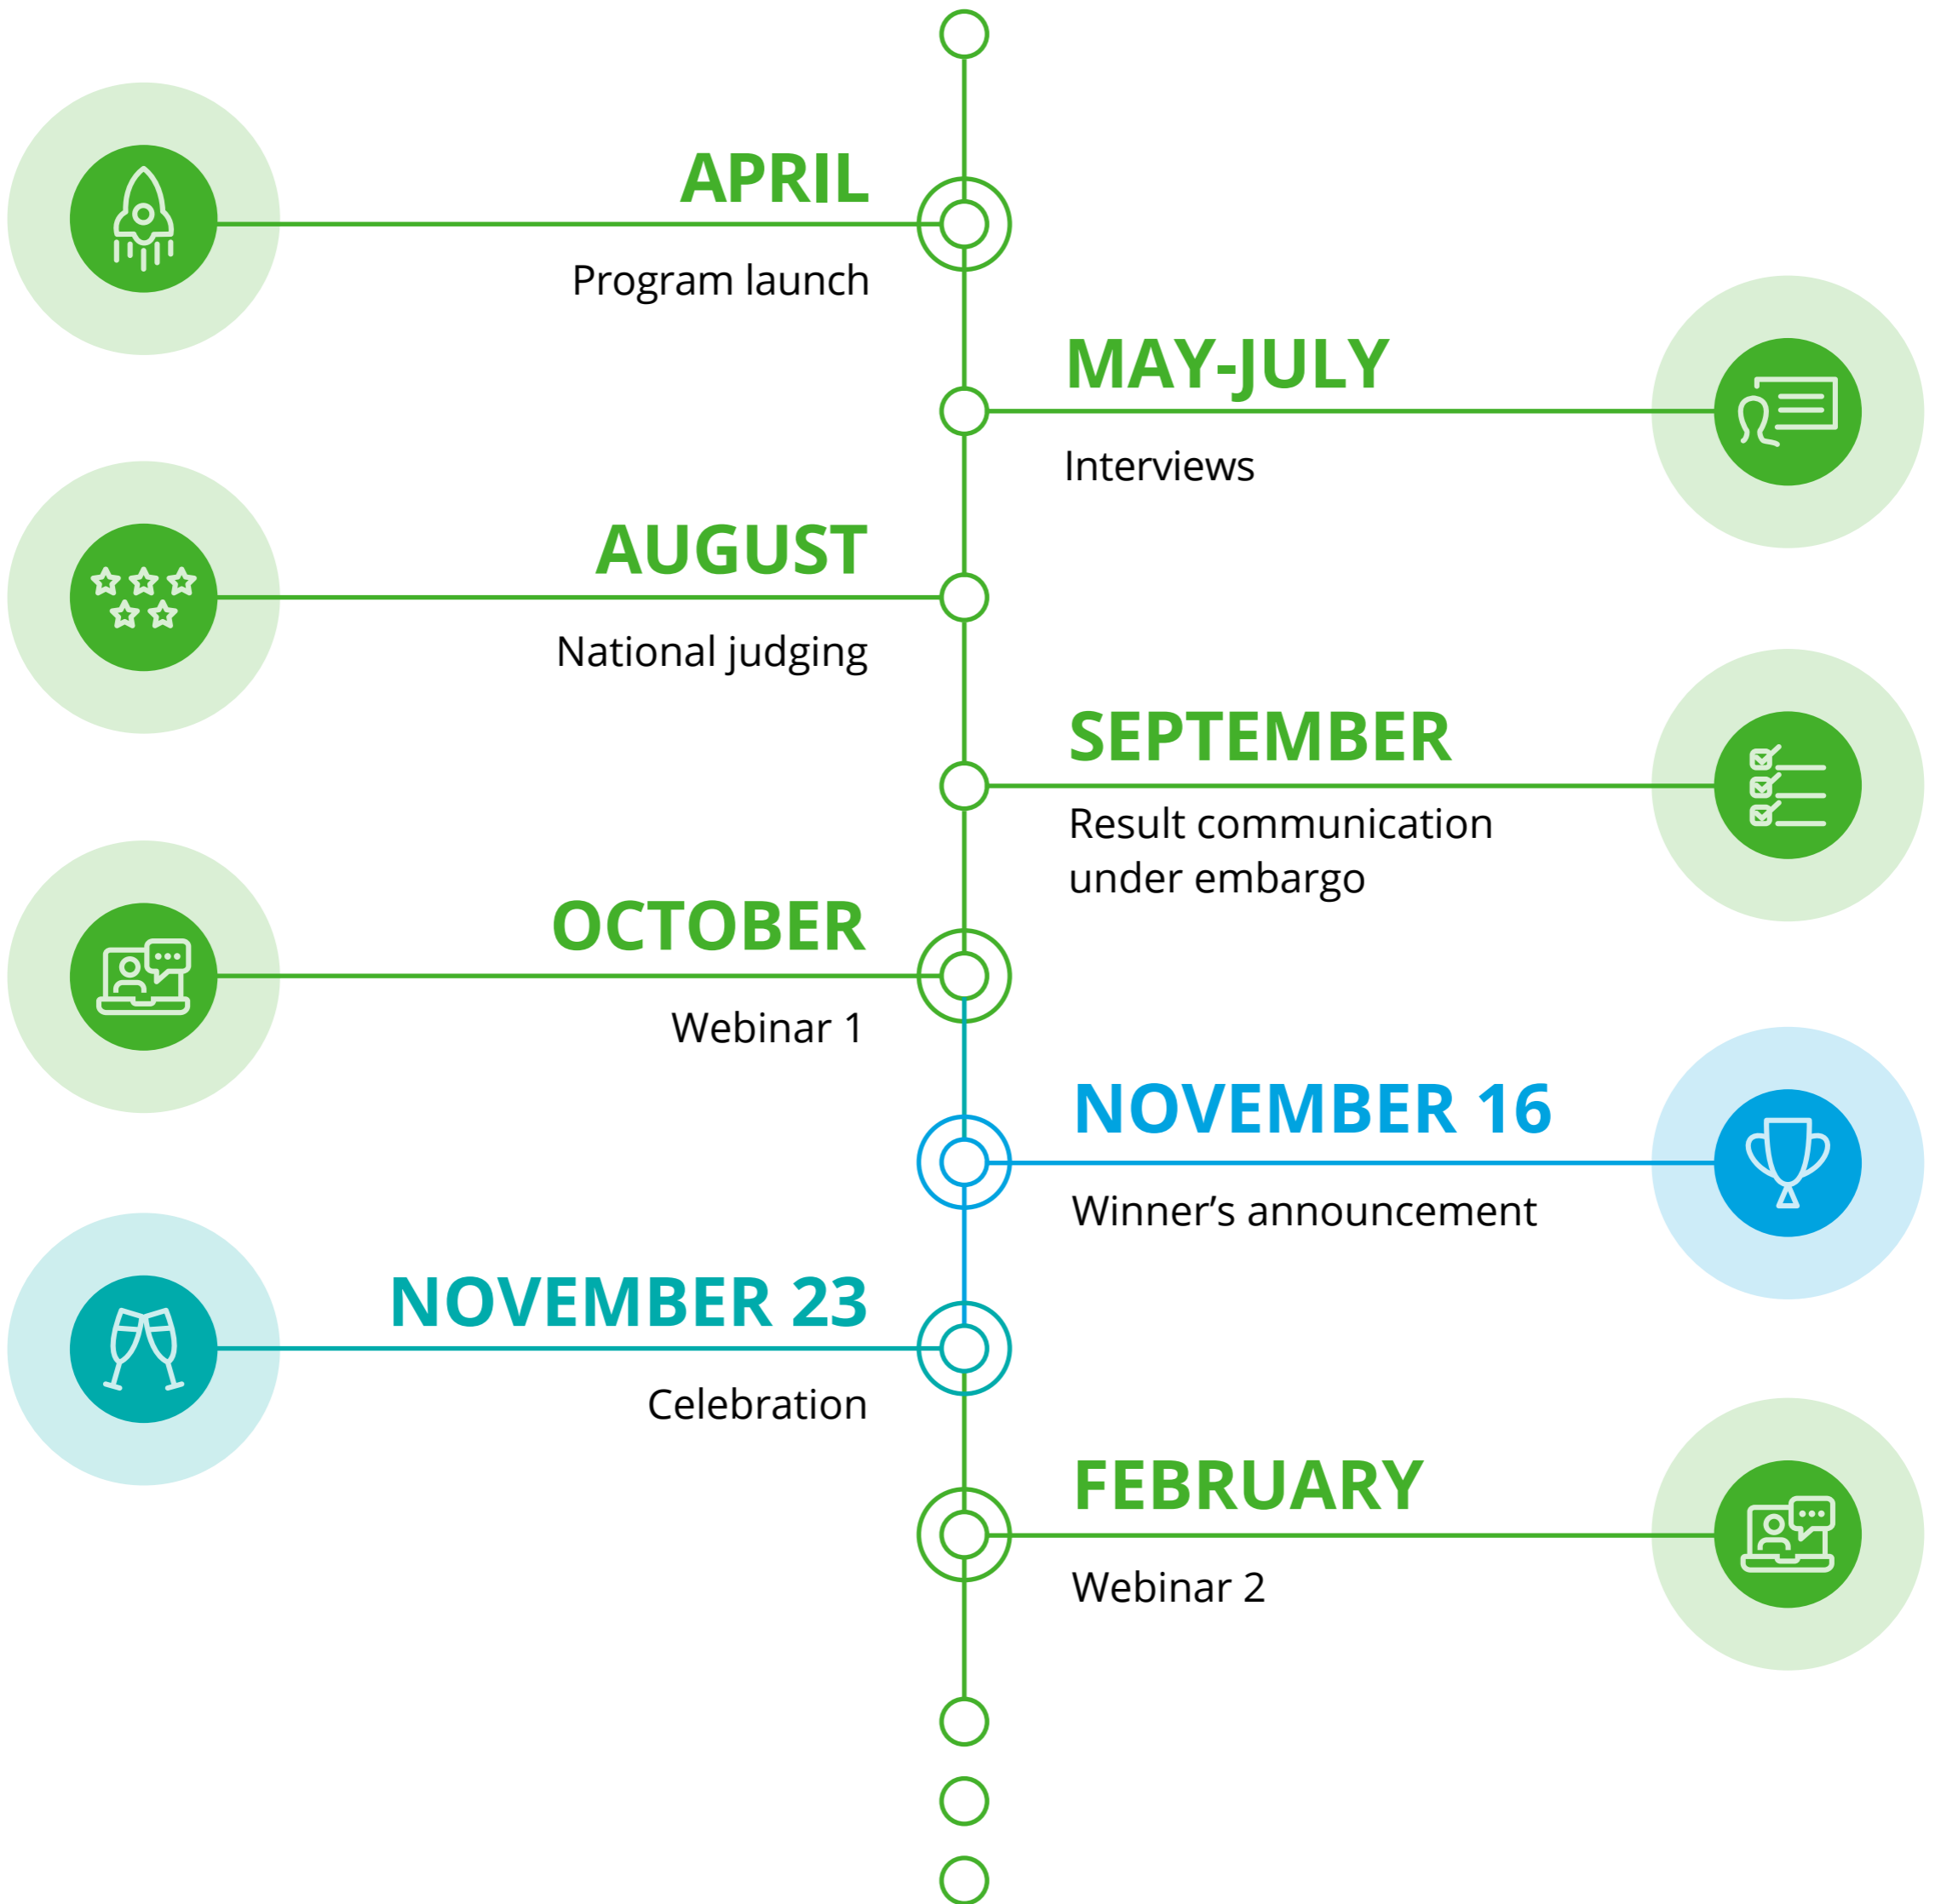 APRIL
Program launch
MAY-JULY
Interviews
AUGUST
National judging
SEPTEMBER
Result communication
under embargo
OCTOBER
Webinar 1
NOVEMBER 16
Winner’s announcement
NOVEMBER 23
Celebration
FEBRUARY
Webinar 2